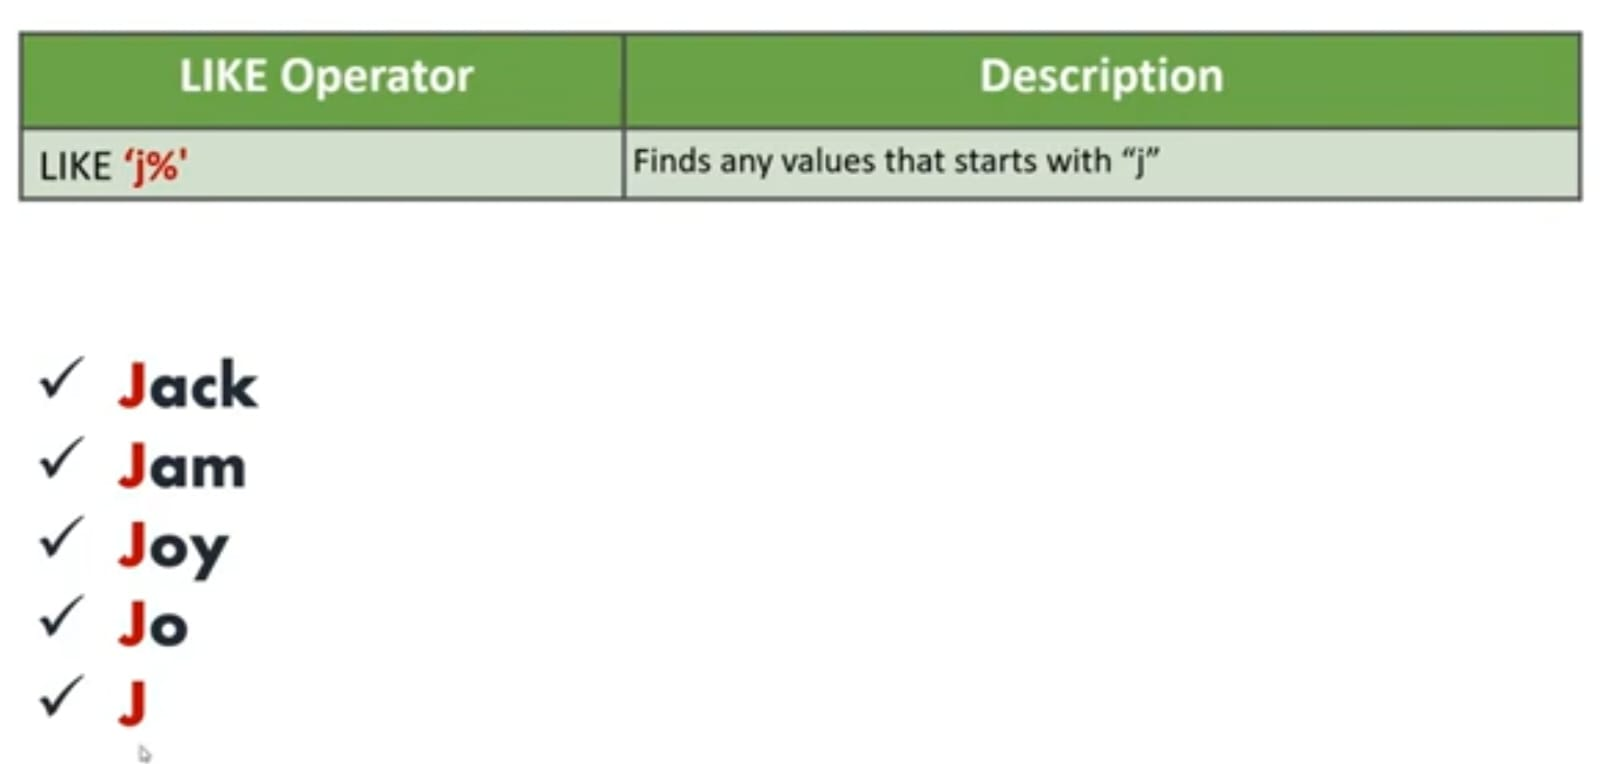 LIKE Operator
Description
LIKE ‘j%'
Finds any values that starts with “j”
✓ Jack
✓ Jam
✓ Joy
✓ Jo
✓ J